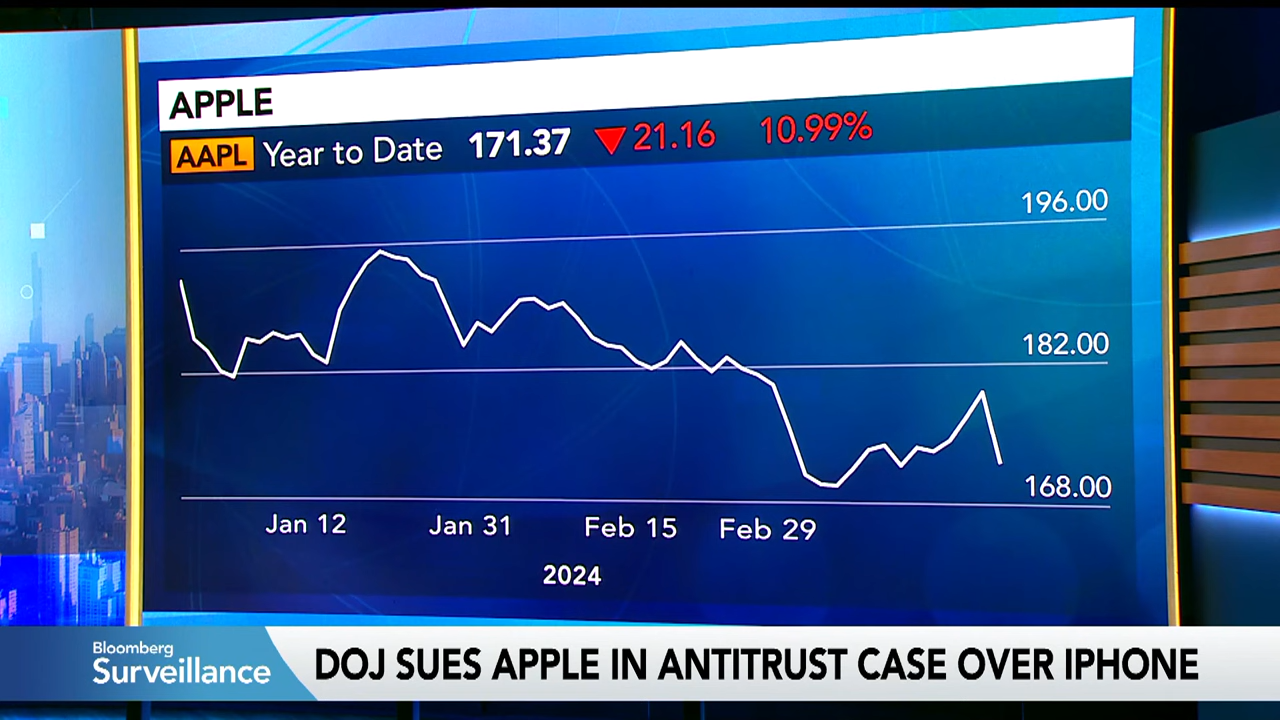 APPLE
AAPL Year to Date 171.37 ▼21.16 10.99%
196.00
182.00
168.00
Jan 12 Jan 31 Feb 15 Feb 29
2024
Bloomberg
Surveillance
DOJ SUES APPLE IN ANTITRUST CASE OVER IPHONE